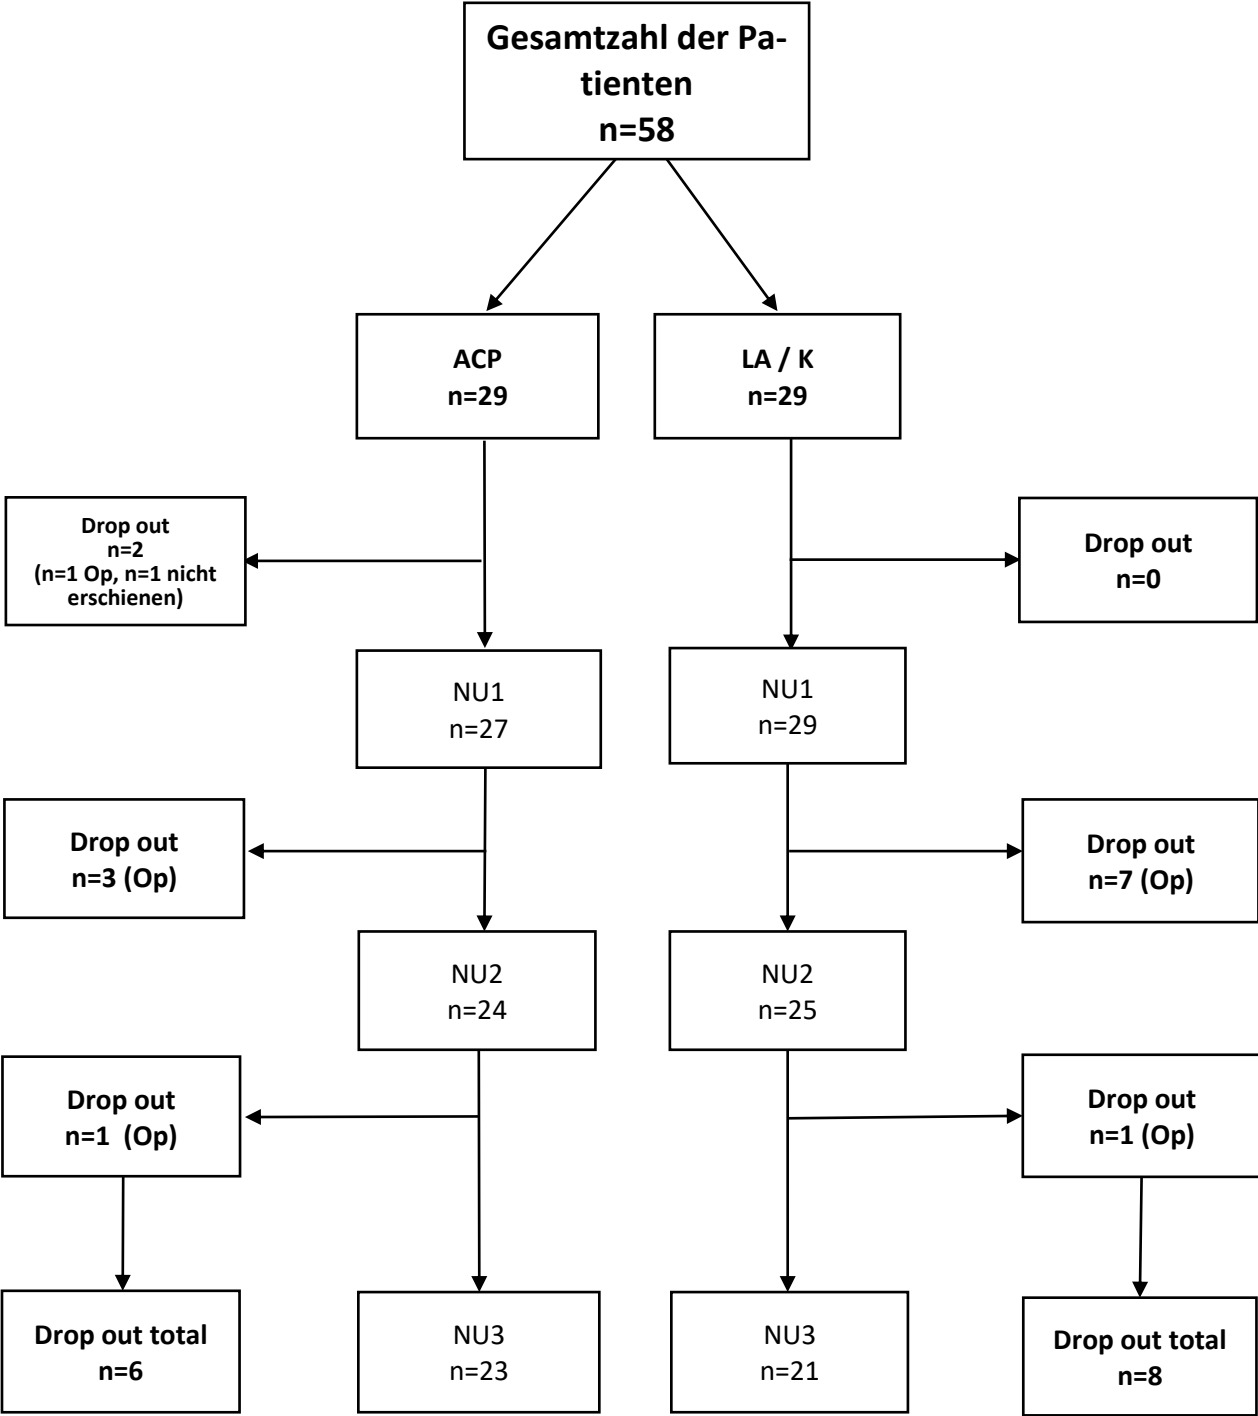 Gesamtzahl der Pa-
tienten
n=58
ACP
n=29
LA / K
n=29
Drop out
n=2
(n=1 Op, n=1 nicht
erschienen)
Drop out
n=0
NU1
n=27
NU1
n=29
Drop out
n=3 (Op)
Drop out
n=7 (Op)
NU2
n=24
NU2
n=25
Drop out
n=1 (Op)
Drop out
n=1 (Op)
Drop out total
n=6
NU3
n=23
NU3
n=21
Drop out total
n=8